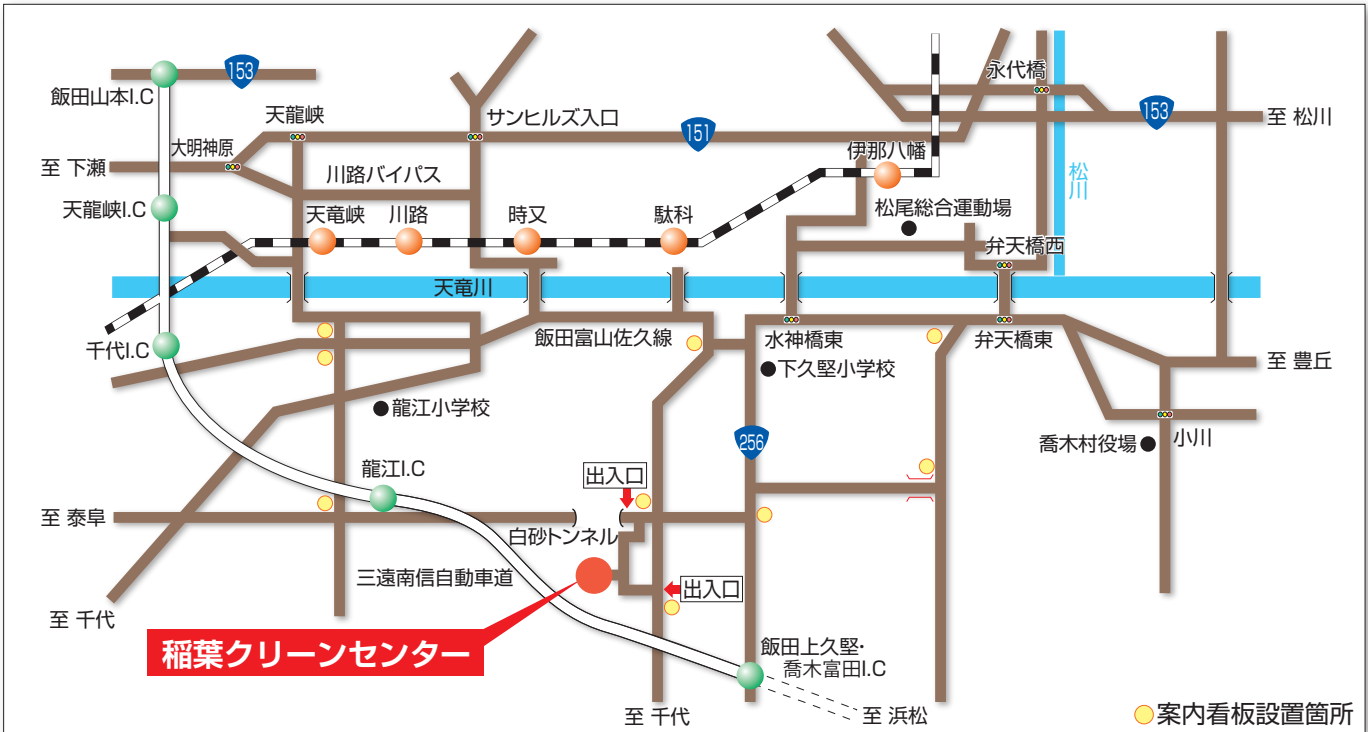 153
永代橋
飯田山本I.C
天龍峡
サンヒルズ入口
151
153
至 松川
大明神原
伊那八幡
至 下瀬
川路バイパス
松川
天龍峡I.C
天竜峡
川路
時又
駄科
松尾総合運動場
弁天橋西
天竜川
千代I.C
飯田富山佐久線
水神橋東
弁天橋東
至 豊丘
下久堅小学校
龍江小学校
256
喬木村役場
小川
龍江I.C
出入口
至 泰阜
白砂トンネル
三遠南信自動車道
出入口
至 千代
稲葉クリーンセンター
飯田上久堅・
喬木富田I.C
至 千代
至 浜松
案内看板設置箇所